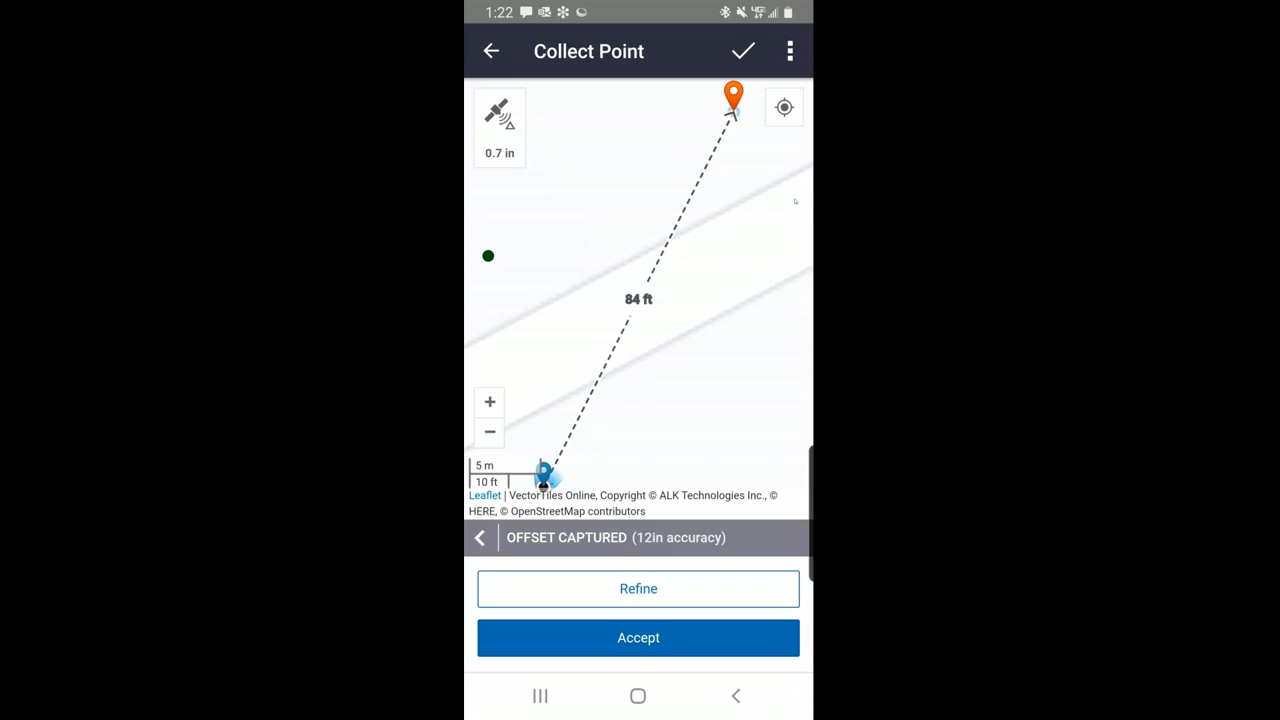 1:22
Collect Point
0.7 in
84 ft
+
−
5 m
10 ft
Leaflet | VectorTiles Online, Copyright © ALK Technologies Inc., ©
HERE, © OpenStreetMap contributors
OFFSET CAPTURED (12in accuracy)
Refine
Accept